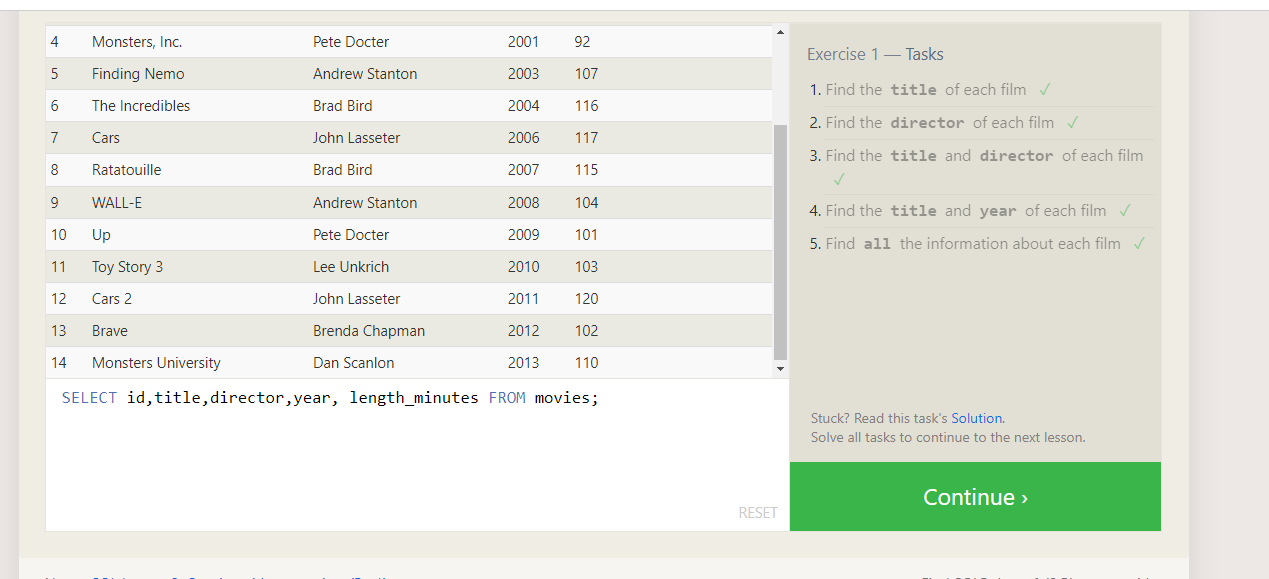 4 Monsters, Inc. Pete Docter 2001 92
5 Finding Nemo Andrew Stanton 2003 107
6 The Incredibles Brad Bird 2004 116
7 Cars John Lasseter 2006 117
8 Ratatouille Brad Bird 2007 115
9 WALL-E Andrew Stanton 2008 104
10 Up Pete Docter 2009 101
11 Toy Story 3 Lee Unkrich 2010 103
12 Cars 2 John Lasseter 2011 120
13 Brave Brenda Chapman 2012 102
14 Monsters University Dan Scanlon 2013 110
SELECT id,title,director,year, length_minutes FROM movies;
RESET
Exercise 1 — Tasks
1. Find the title of each film ✓
2. Find the director of each film ✓
3. Find the title and director of each film
✓
4. Find the title and year of each film ✓
5. Find all the information about each film ✓
Stuck? Read this task's Solution.
Solve all tasks to continue to the next lesson.
Continue ›